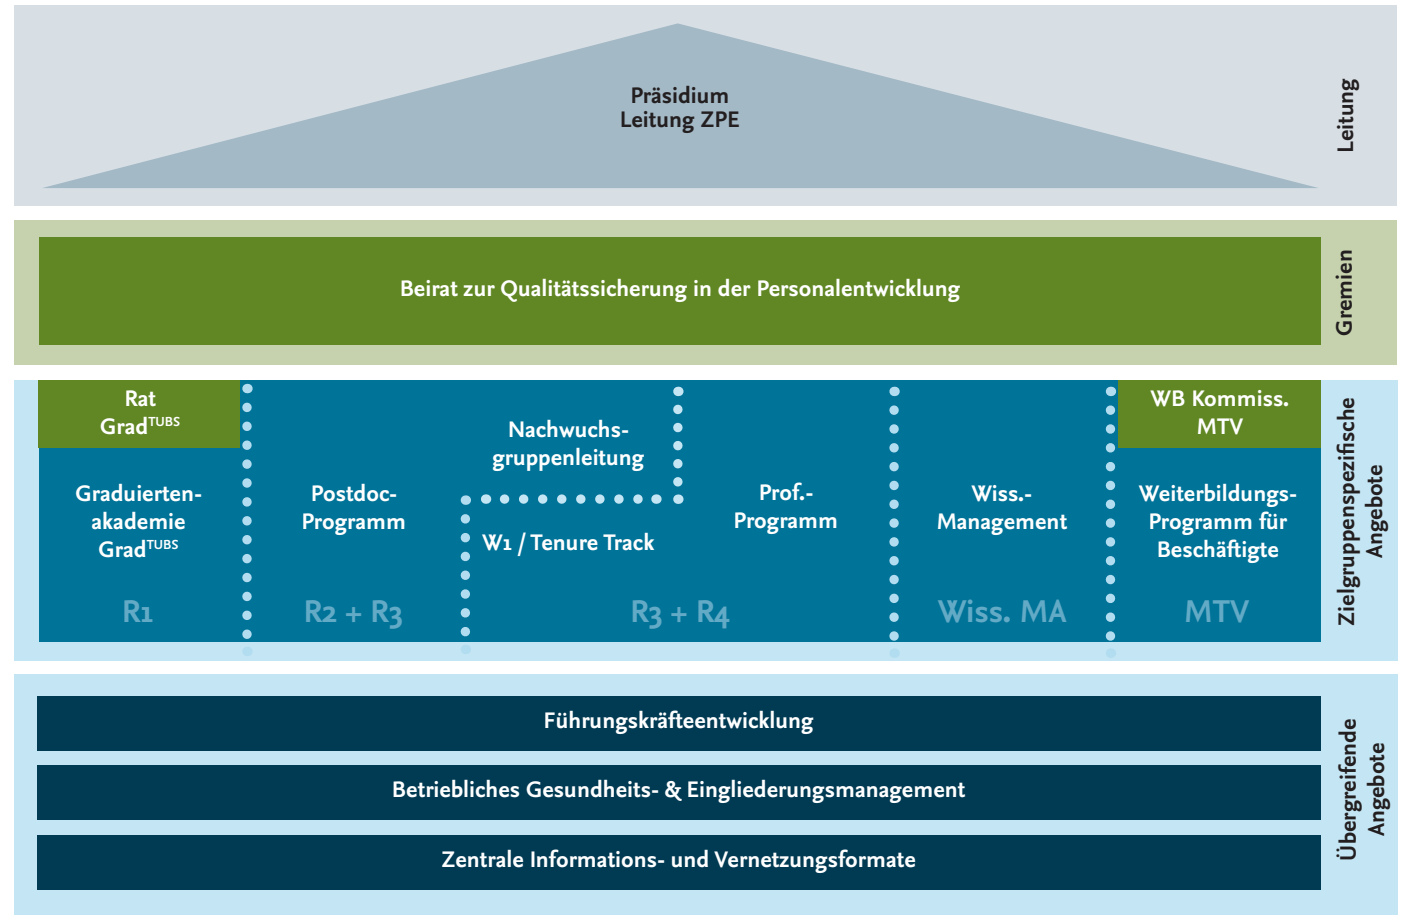 Präsidium
Leitung ZPE
Leitung
Beirat zur Qualitätssicherung in der Personalentwicklung
Gremien
Rat
GradTUBS
Graduierten-
akademie
GradTUBS
R1
Postdoc-
Programm
R2 + R3
Nachwuchs-
gruppenleitung
W1 / Tenure Track
Prof.-
Programm
R3 + R4
Wiss.-
Management
Wiss. MA
WB Kommiss.
MTV
Weiterbildungs-
Programm für
Beschäftigte
MTV
Zielgruppenspezifische
Angebote
Führungskräfteentwicklung
Betriebliches Gesundheits- & Eingliederungsmanagement
Zentrale Informations- und Vernetzungsformate
Übergreifende
Angebote